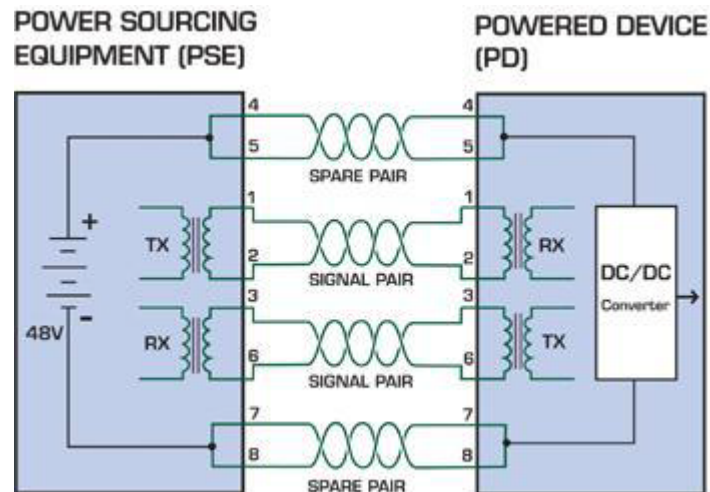 POWER SOURCING
EQUIPMENT (PSE)
POWERED DEVICE
(PD)
4
4
5
5
SPARE PAIR
1
1
+
TX
RX
2
2
SIGNAL PAIR
DC/DC
Converter
3
3
-
48V
RX
TX
6
6
SIGNAL PAIR
7
7
8
8
SPARE PAIR